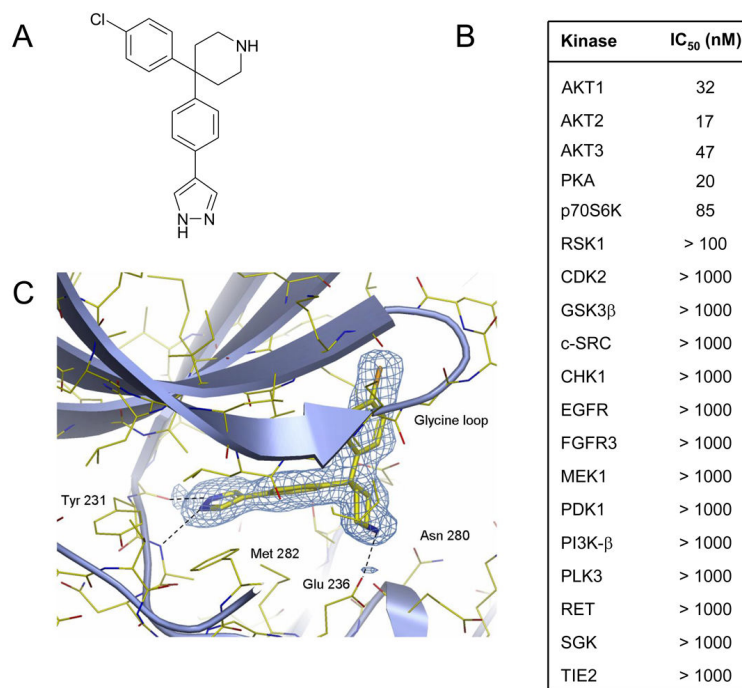 A
Cl
NH
N
H
N
B
Kinase IC50 (nM)
AKT1 32
AKT2 17
AKT3 47
PKA 20
p70S6K 85
RSK1 > 100
CDK2 > 1000
GSK3β > 1000
c-SRC > 1000
CHK1 > 1000
EGFR > 1000
FGFR3 > 1000
MEK1 > 1000
PDK1 > 1000
PI3K-β > 1000
PLK3 > 1000
RET > 1000
SGK > 1000
TIE2 > 1000
C
Glycine loop
Tyr 231
Asn 280
Met 282
Glu 236